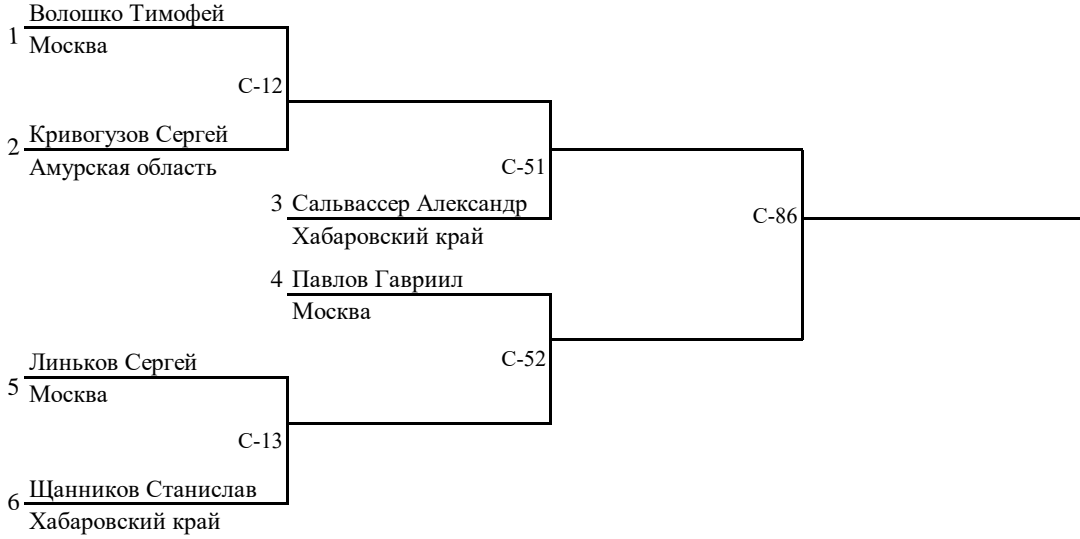 Волошко Тимофей
1
Москва
С-12
Кривогузов Сергей
2
Амурская область
С-51
3 Сальвассер Александр
С-86
Хабаровский край
4 Павлов Гавриил
Москва
С-52
Линьков Сергей
5
Москва
С-13
Щанников Станислав
6
Хабаровский край